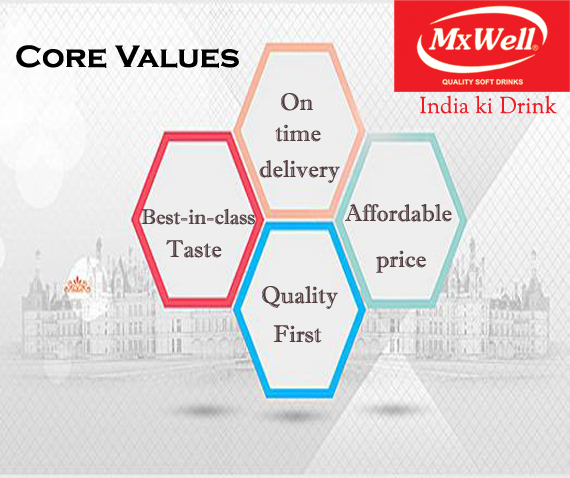 Core Values
MxWell®
QUALITY SOFT DRINKS
India ki Drink
On
time
delivery
Best-in-class
Taste
Affordable
price
Quality
First